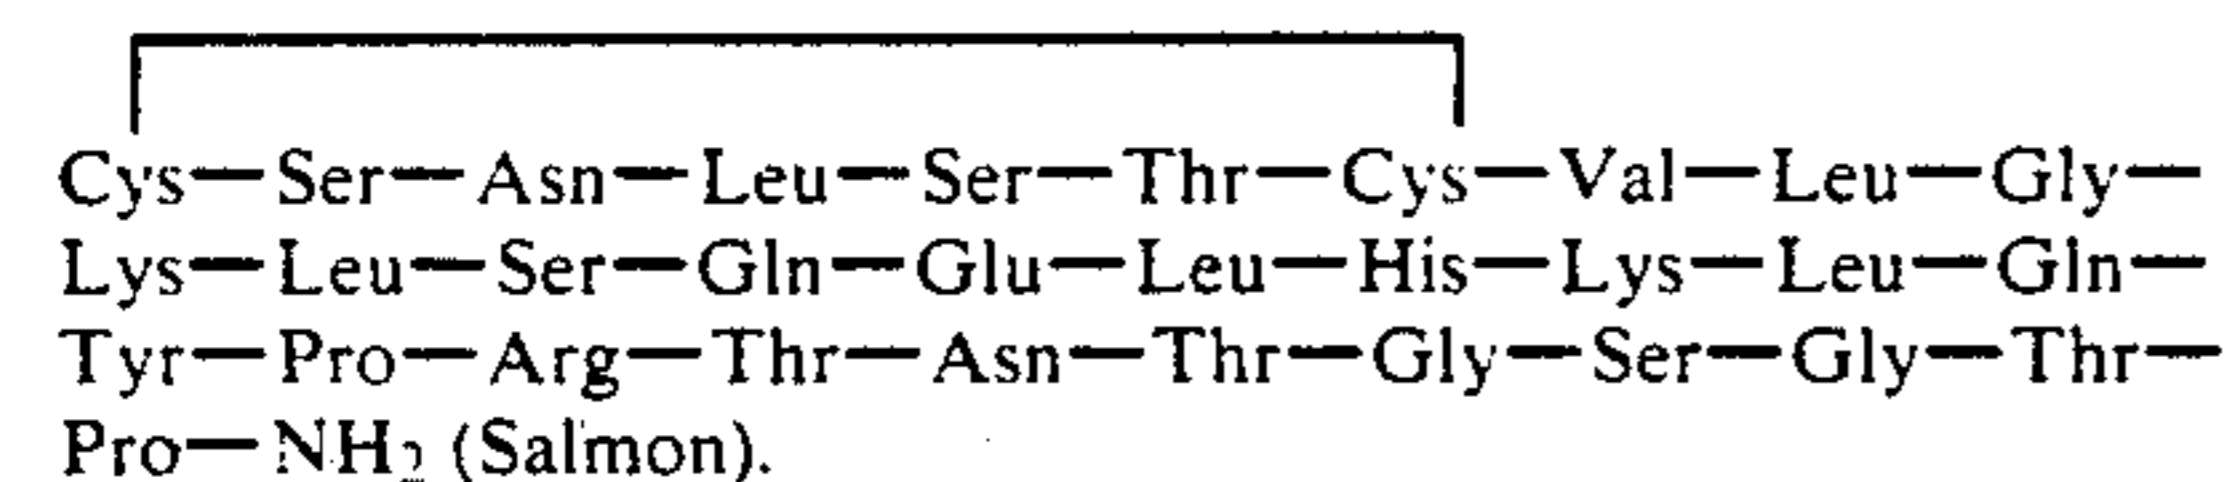 Cys—Ser—Asn—Leu—Ser—Thr—Cys—Val—Leu—Gly—
Lys—Leu—Ser—Gln—Glu—Leu—His—Lys—Leu—Gln—
Tyr—Pro—Arg—Thr—Asn—Thr—Gly—Ser—Gly—Thr—
Pro—NH₂ (Salmon).